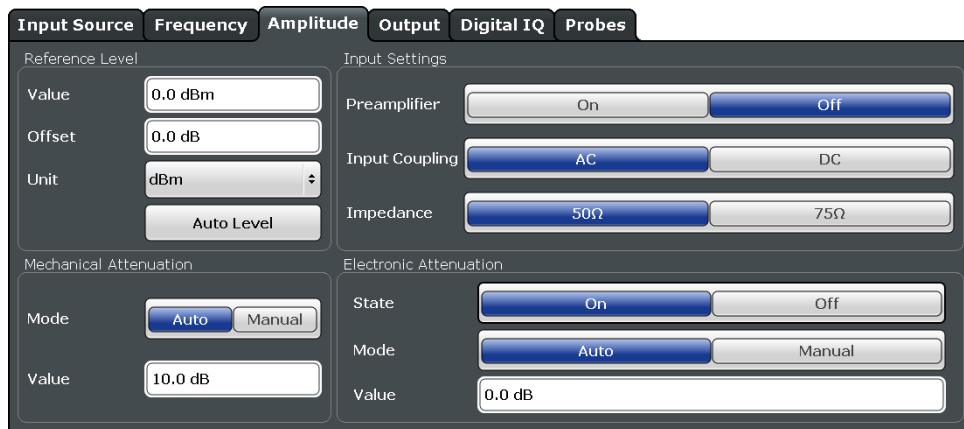 Input Source Frequency Amplitude Output Digital IQ Probes
Reference Level
Value 0.0 dBm
Offset 0.0 dB
Unit dBm
Auto Level
Input Settings
Preamplifier On Off
Input Coupling AC DC
Impedance 50Ω 75Ω
Mechanical Attenuation
Mode Auto Manual
Value 10.0 dB
Electronic Attenuation
State On Off
Mode Auto Manual
Value 0.0 dB